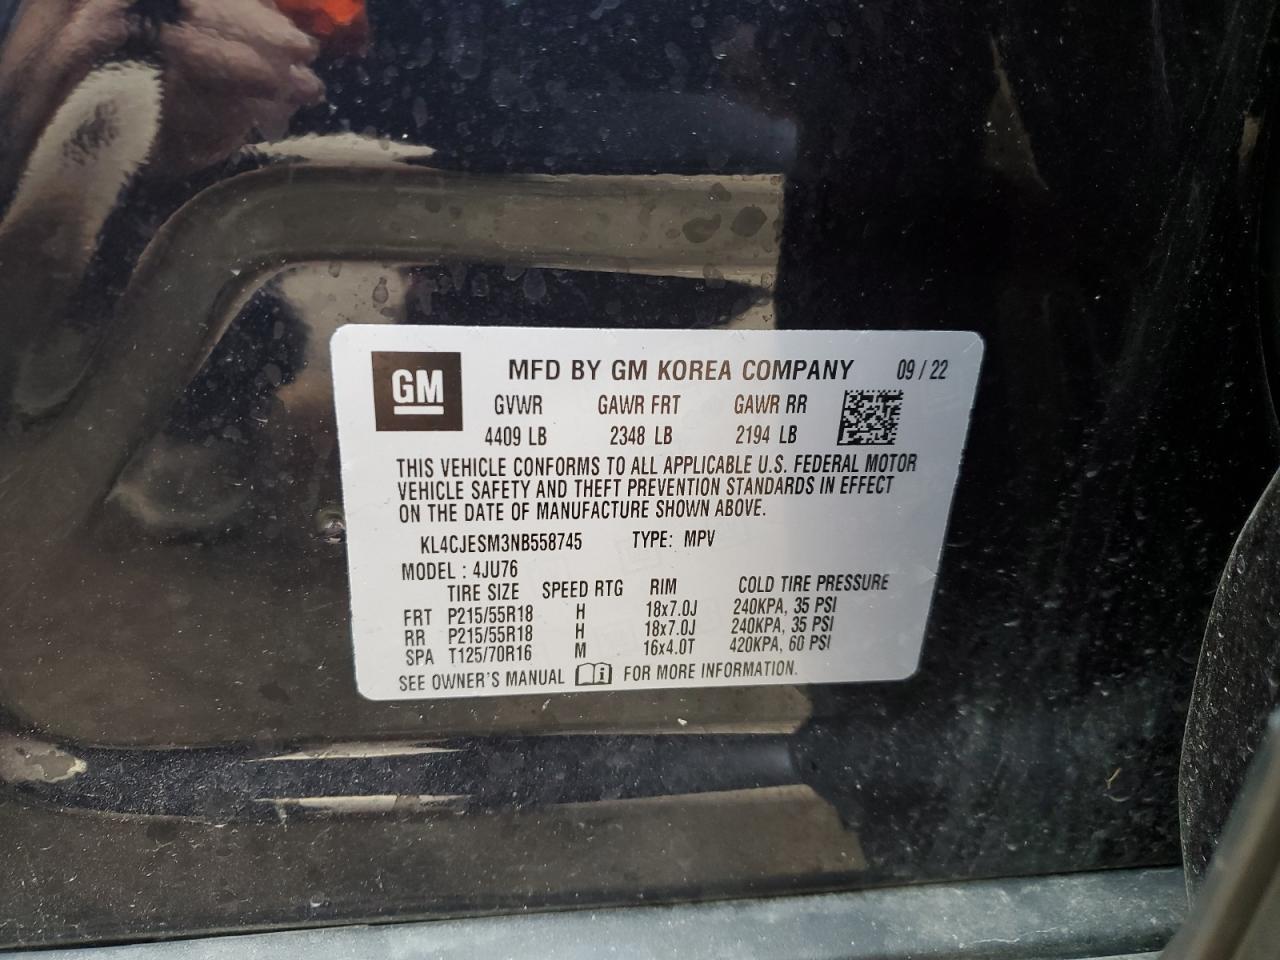 GM MFD BY GM KOREA COMPANY 09 / 22
GVWR GAWR FRT GAWR RR
4409 LB 2348 LB 2194 LB
THIS VEHICLE CONFORMS TO ALL APPLICABLE U.S. FEDERAL MOTOR
VEHICLE SAFETY AND THEFT PREVENTION STANDARDS IN EFFECT
ON THE DATE OF MANUFACTURE SHOWN ABOVE.
KL4CJESM3NB558745 TYPE: MPV
MODEL : 4JU76
TIRE SIZE SPEED RTG RIM COLD TIRE PRESSURE
FRT P215/55R18 H 18x7.0J 240KPA, 35 PSI
RR P215/55R18 H 18x7.0J 240KPA, 35 PSI
SPA T125/70R16 M 16x4.0T 420KPA, 60 PSI
SEE OWNER'S MANUAL i FOR MORE INFORMATION.